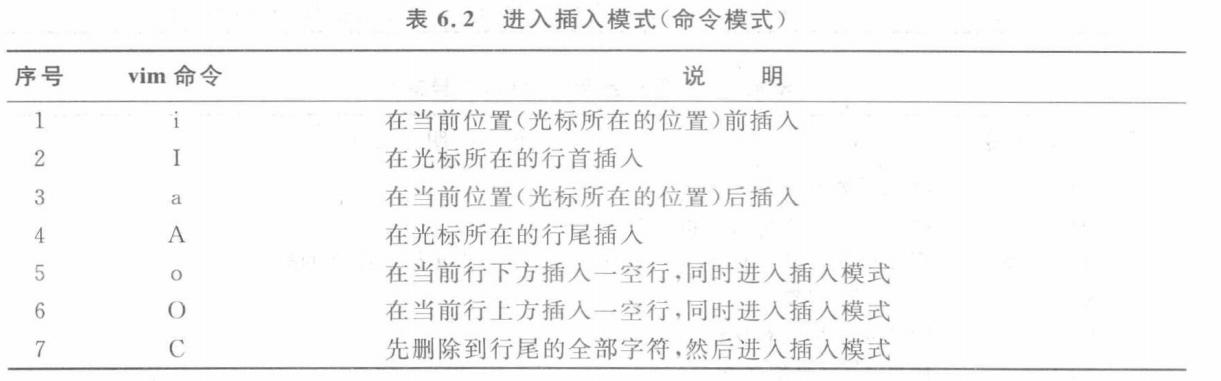 表 6.2 进入插入模式(命令模式)
序号 vim 命令 说 明
1 i 在当前位置(光标所在的位置)前插入
2 I 在光标所在的行首插入
3 a 在当前位置(光标所在的位置)后插入
4 A 在光标所在的行尾插入
5 o 在当前行下方插入一空行,同时进入插入模式
6 O 在当前行上方插入一空行,同时进入插入模式
7 C 先删除到行尾的全部字符,然后进入插入模式